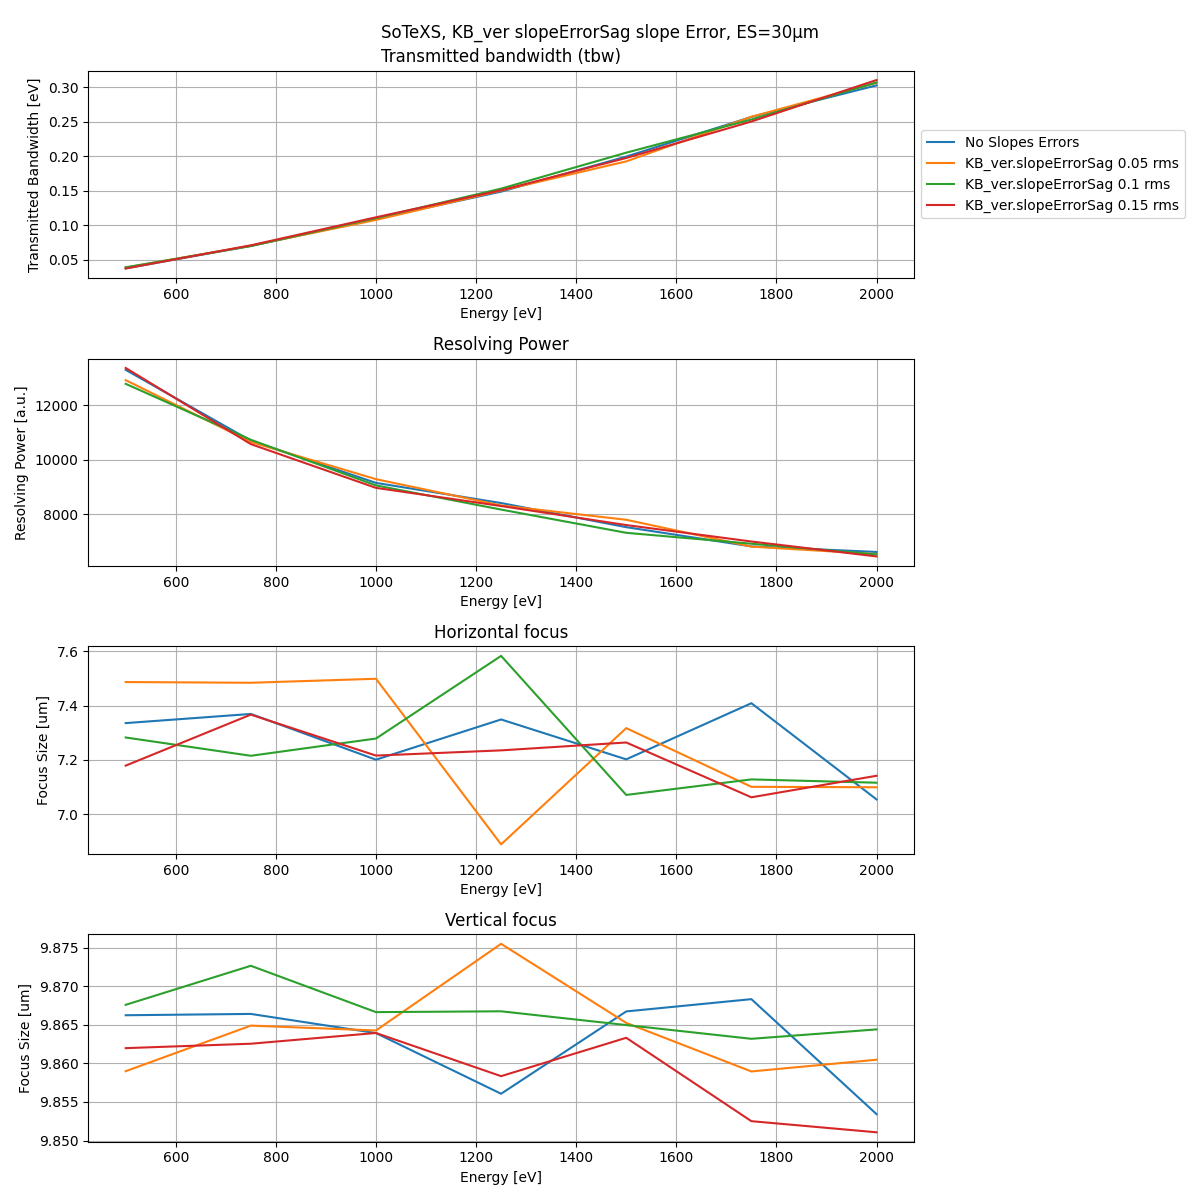 SoTeXS, KB_ver slopeErrorSag slope Error, ES=30µm
Transmitted bandwidth (tbw)
Transmitted Bandwidth [eV]
0.30
0.25
0.20
0.15
0.10
0.05
600 800 1000 1200 1400 1600 1800 2000
Energy [eV]
No Slopes Errors
KB_ver.slopeErrorSag 0.05 rms
KB_ver.slopeErrorSag 0.1 rms
KB_ver.slopeErrorSag 0.15 rms
Resolving Power
Resolving Power [a.u.]
12000
10000
8000
600 800 1000 1200 1400 1600 1800 2000
Energy [eV]
Horizontal focus
Focus Size [um]
7.6
7.4
7.2
7.0
600 800 1000 1200 1400 1600 1800 2000
Energy [eV]
Vertical focus
Focus Size [um]
9.875
9.870
9.865
9.860
9.855
9.850
600 800 1000 1200 1400 1600 1800 2000
Energy [eV]